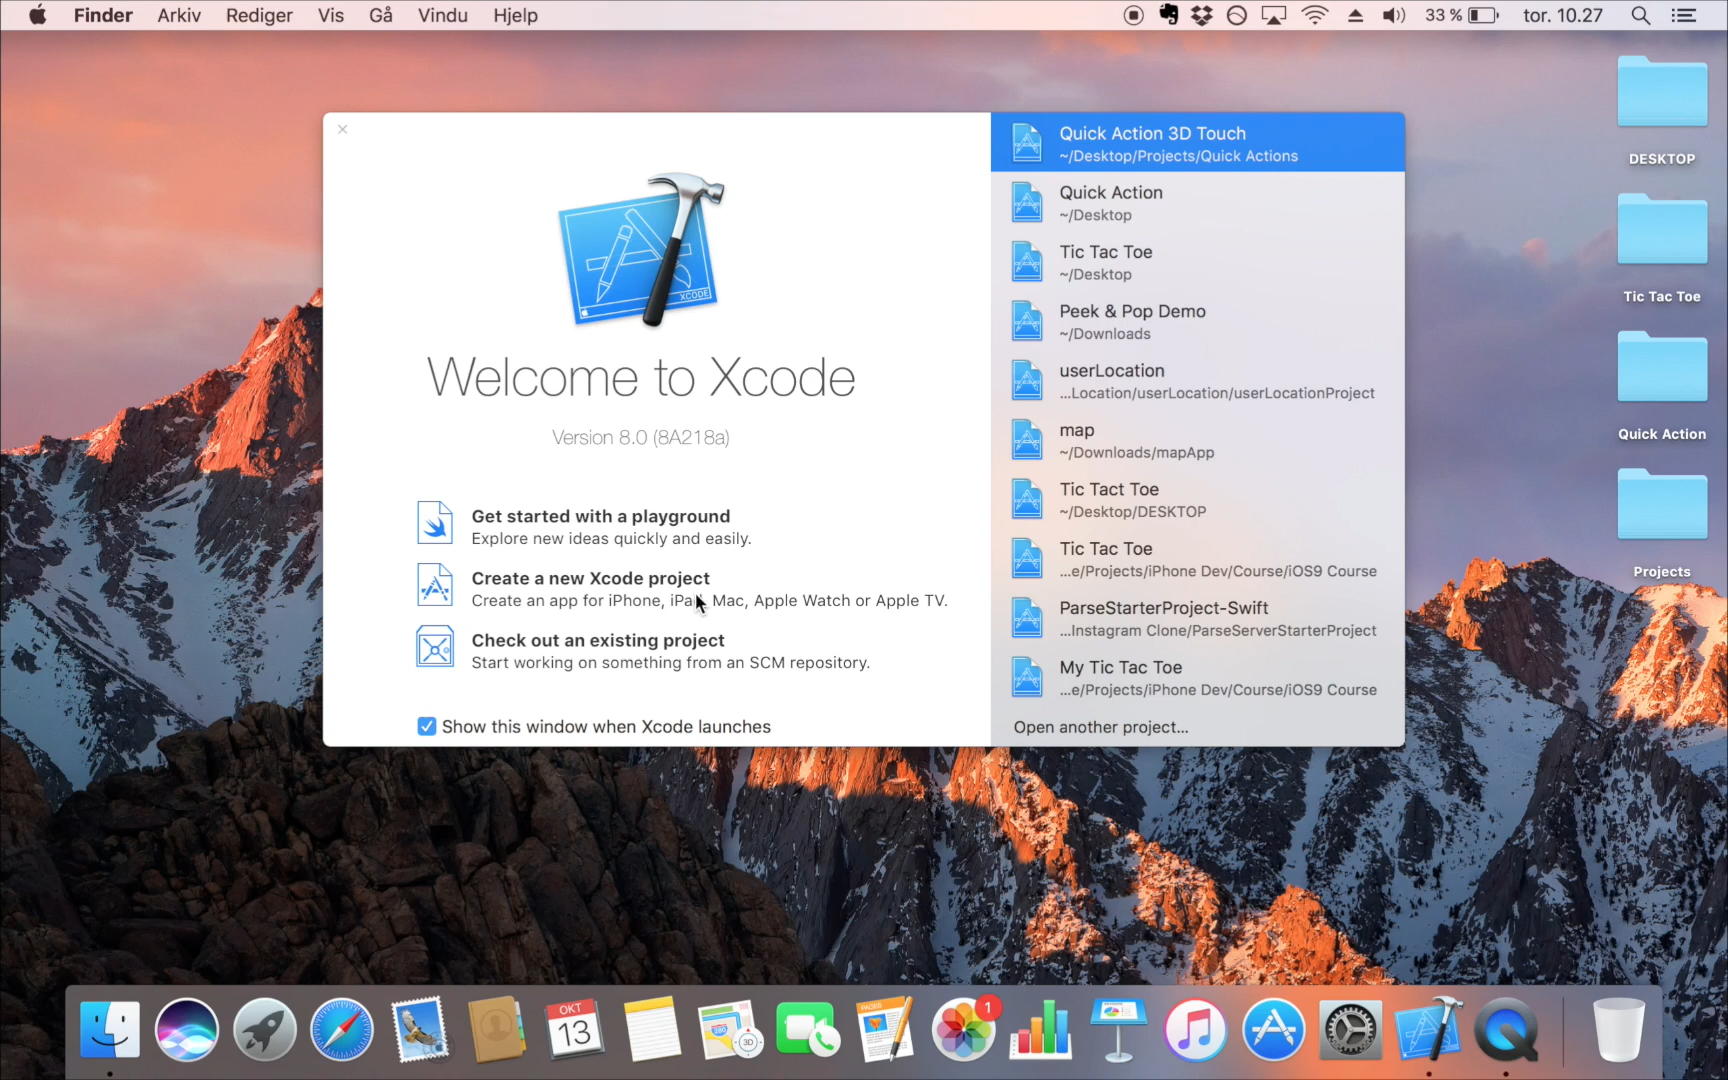 Finder Arkiv Rediger Vis Gå Vindu Hjelp 33 % tor. 10.27
Welcome to Xcode
Version 8.0 (8A218a)
XCODE
Get started with a playground
Explore new ideas quickly and easily.
Create a new Xcode project
Create an app for iPhone, iPad, Mac, Apple Watch or Apple TV.
Check out an existing project
Start working on something from an SCM repository.
Show this window when Xcode launches
Quick Action 3D Touch
~/Desktop/Projects/Quick Actions
Quick Action
~/Desktop
Tic Tac Toe
~/Desktop
Peek & Pop Demo
~/Downloads
userLocation
...Location/userLocation/userLocationProject
map
~/Downloads/mapApp
Tic Tact Toe
~/Desktop/DESKTOP
Tic Tac Toe
...e/Projects/iPhone Dev/Course/iOS9 Course
ParseStarterProject-Swift
...Instagram Clone/ParseServerStarterProject
My Tic Tac Toe
...e/Projects/iPhone Dev/Course/iOS9 Course
Open another project...
DESKTOP
Tic Tac Toe
Quick Action
Projects
OKT
13
280
3D
PAGES
1